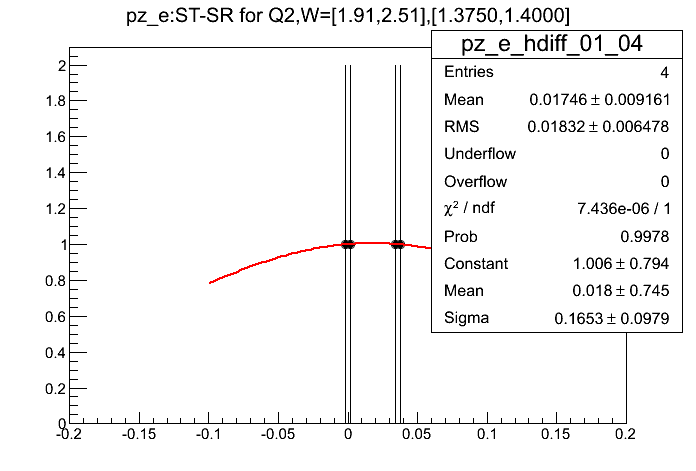 pz_e:ST-SR for Q2,W=[1.91,2.51],[1.3750,1.4000]
pz_e_hdiff_01_04
Entries 4
Mean 0.01746 ± 0.009161
RMS 0.01832 ± 0.006478
Underflow 0
Overflow 0
χ² / ndf 7.436e-06 / 1
Prob 0.9978
Constant 1.006 ± 0.794
Mean 0.018 ± 0.745
Sigma 0.1653 ± 0.0979
2
1.8
1.6
1.4
1.2
1
0.8
0.6
0.4
0.2
0
-0.2 -0.15 -0.1 -0.05 0 0.05 0.1 0.15 0.2